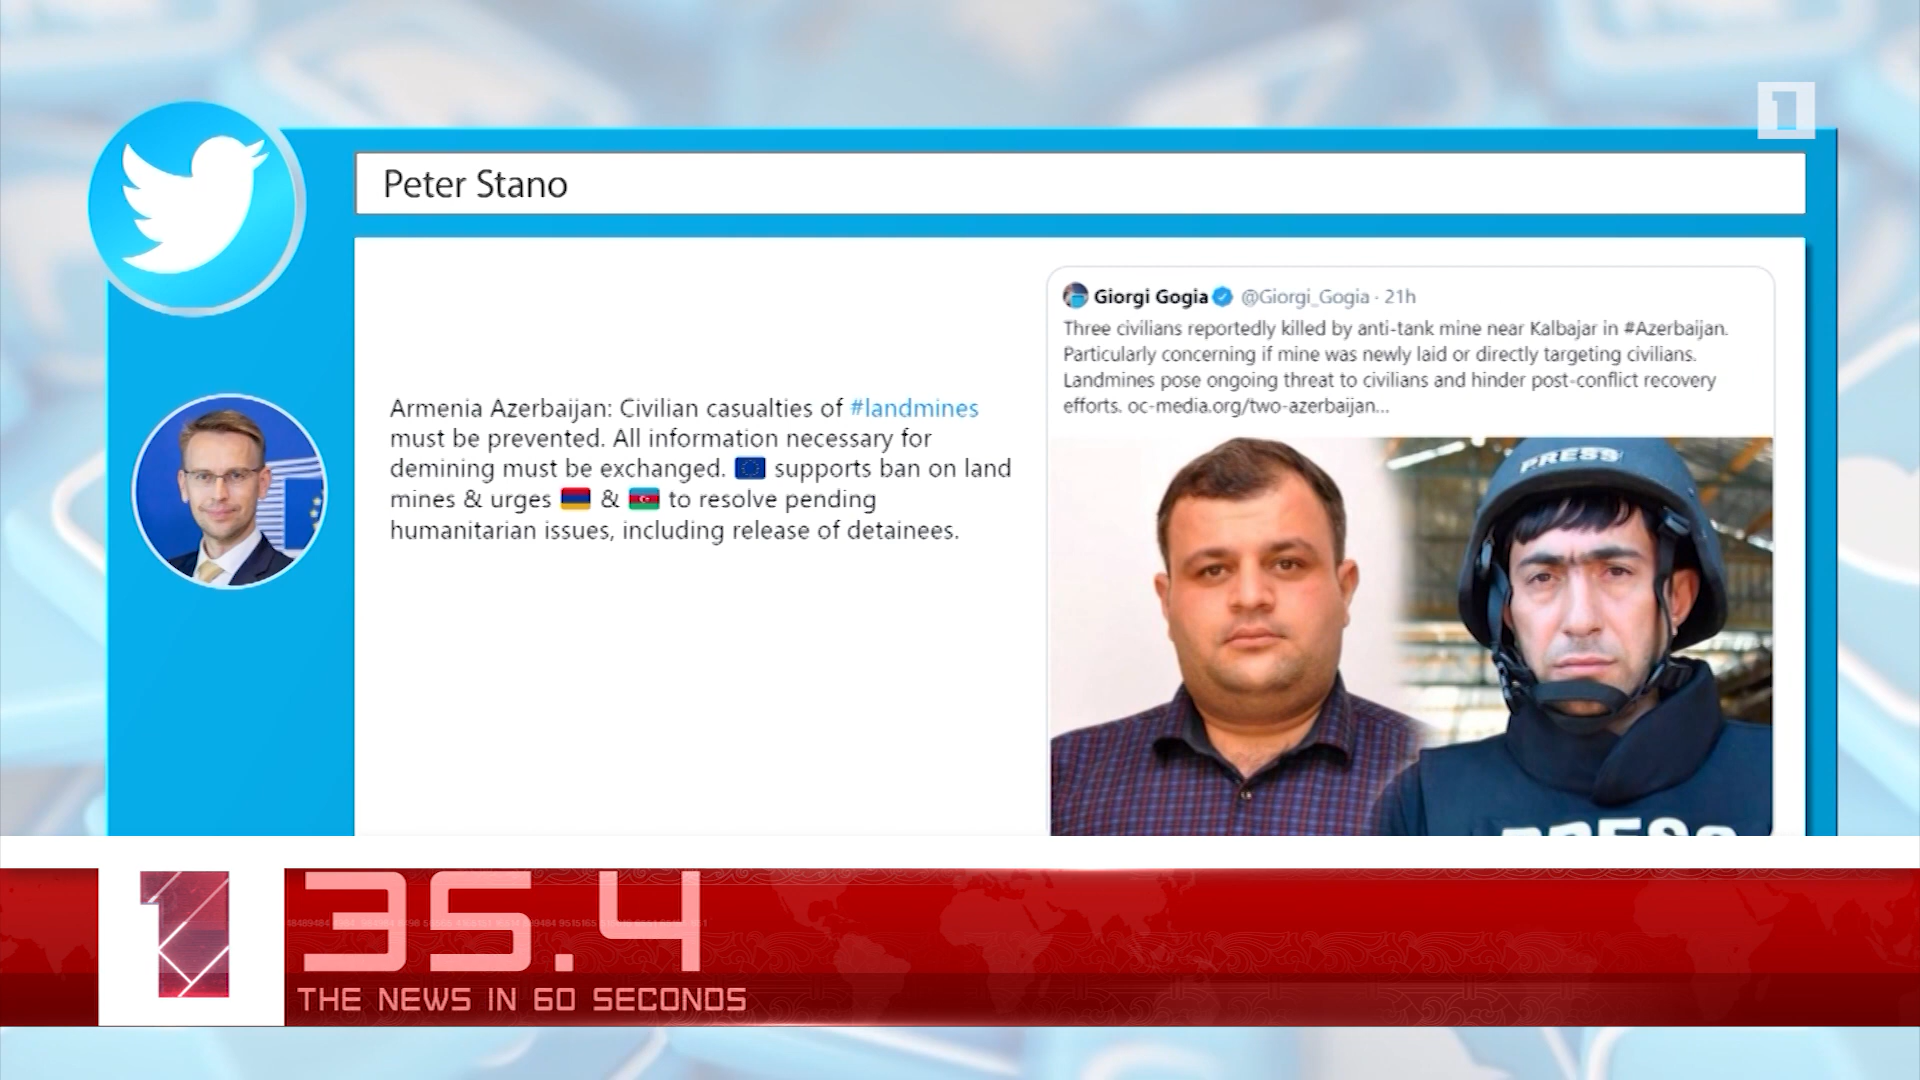 1
Peter Stano
Armenia Azerbaijan: Civilian casualties of #landmines
must be prevented. All information necessary for
demining must be exchanged. 🇪🇺 supports ban on land
mines & urges 🇦🇲 & 🇦🇿 to resolve pending
humanitarian issues, including release of detainees.
Giorgi Gogia @Giorgi_Gogia · 21h
Three civilians reportedly killed by anti-tank mine near Kalbajar in #Azerbaijan.
Particularly concerning if mine was newly laid or directly targeting civilians.
Landmines pose ongoing threat to civilians and hinder post-conflict recovery
efforts. oc-media.org/two-azerbaijan...
PRESS
PRESS
1
35.4
THE NEWS IN 60 SECONDS